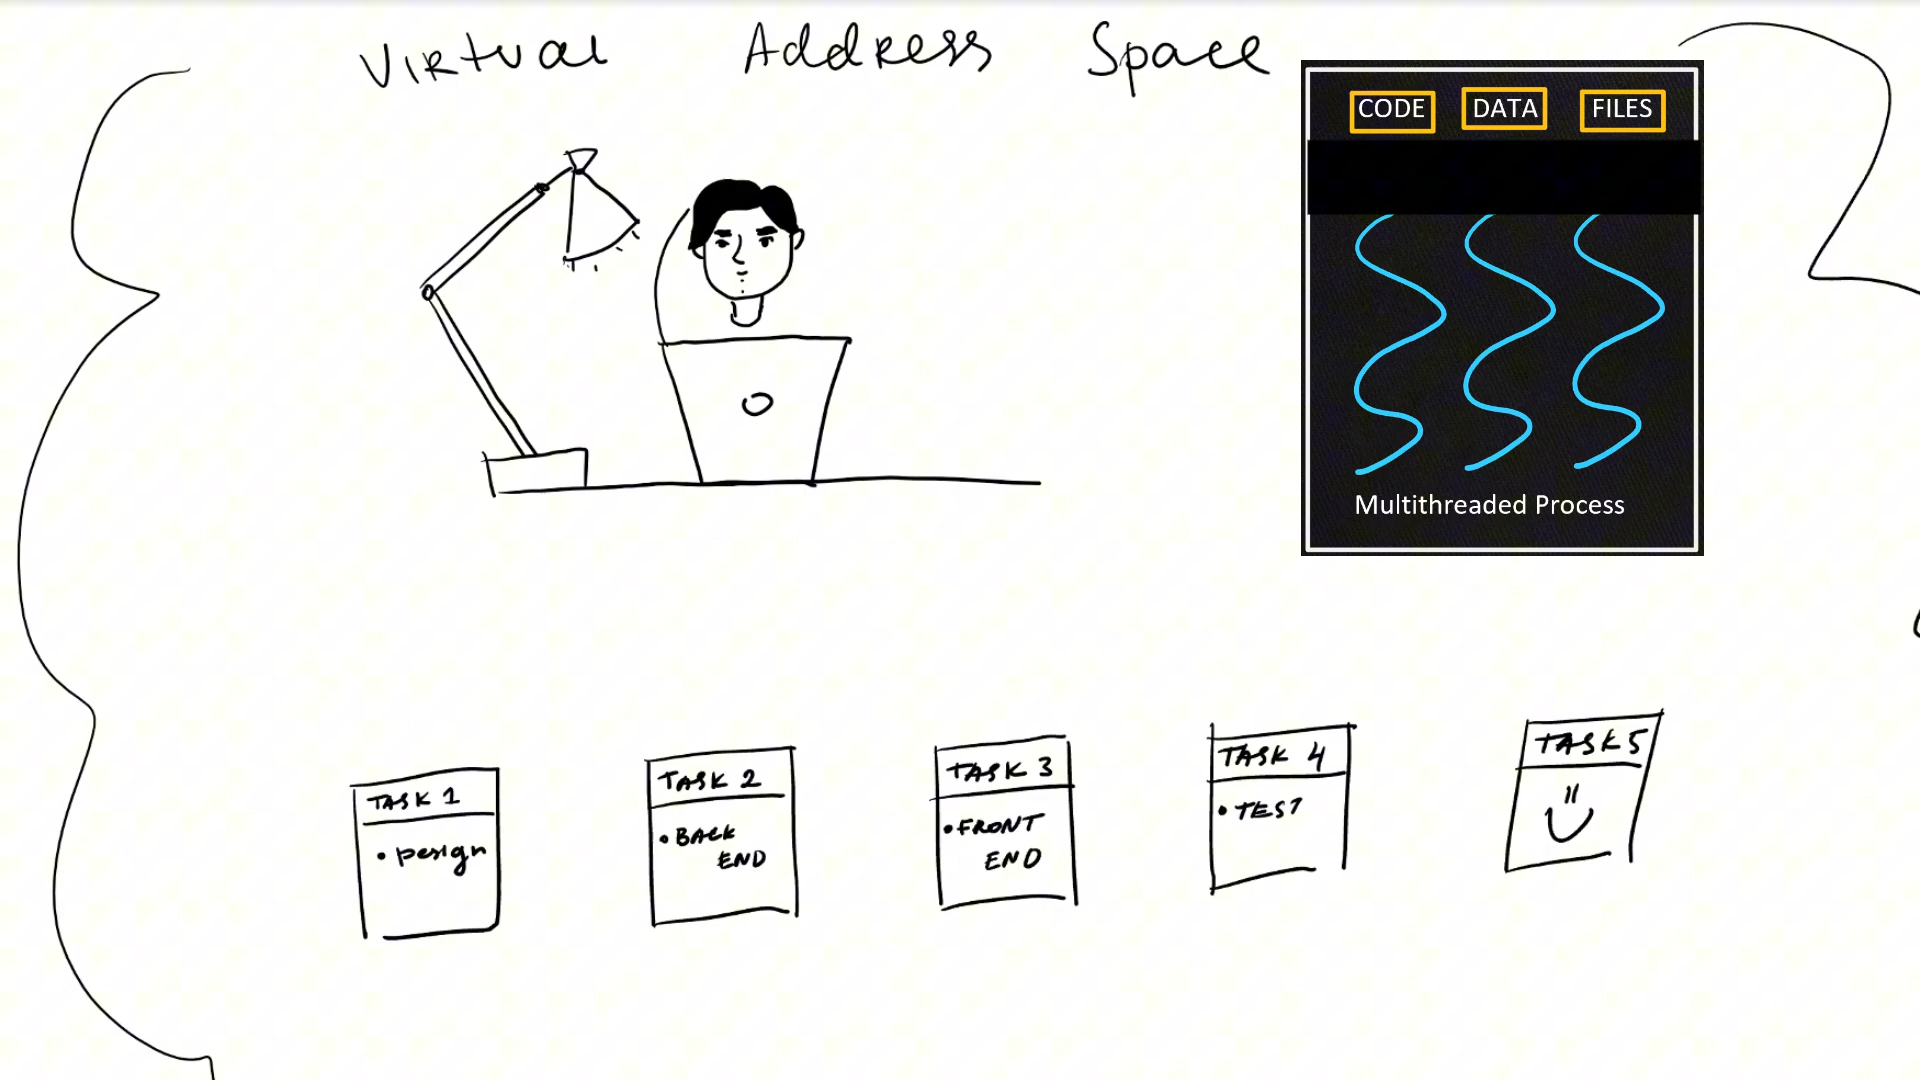 Virtual Address Space
CODE DATA FILES
Multithreaded Process
TASK 1
• Design
TASK 2
• BACK
END
TASK 3
• FRONT
END
TASK 4
• TEST
TASK 5